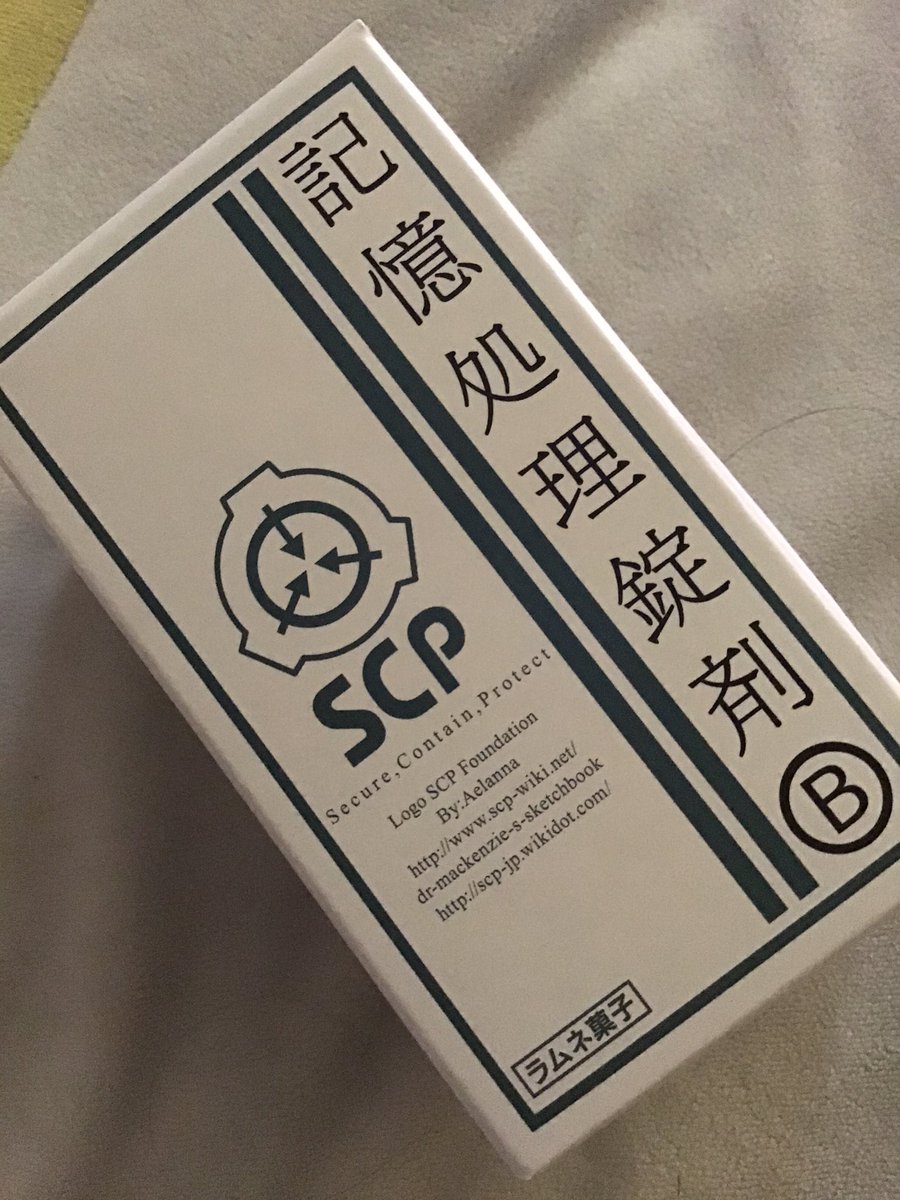 記憶処理錠剤Ⓑ
SCP
Secure,Contain,Protect
Logo SCP Foundation
By:Aelanna
http://www.scp-wiki.net/
dr-mackenzie-s-sketchbook
http://scp-jp.wikidot.com/
ラムネ菓子